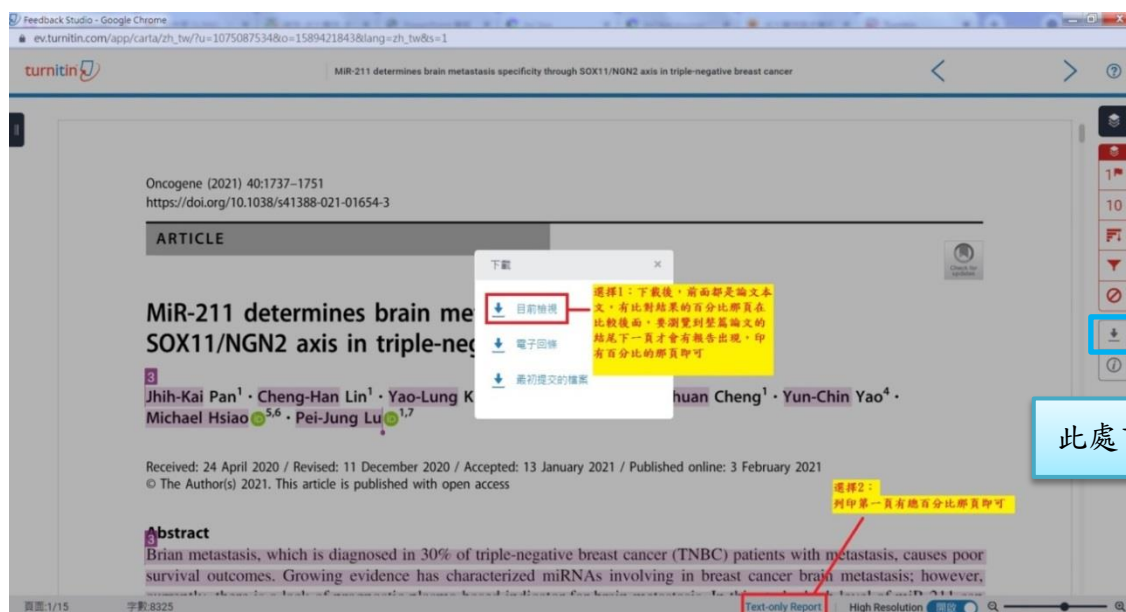 Feedback Studio - Google Chrome
ev.turnitin.com/app/carta/zh_tw/?u=1075087534&o=1589421843&lang=zh_tw&s=1
turnitin
MiR-211 determines brain metastasis specificity through SOX11/NGN2 axis in triple-negative breast cancer
Oncogene (2021) 40:1737–1751
https://doi.org/10.1038/s41388-021-01654-3
ARTICLE
Check for updates
1
10
下載 ×
目前檢視
電子回條
最初提交的檔案
選擇1：下載後，前面都是論文本
文，有比對結果的百分比那頁在
比較後面，要瀏覽到整篇論文的
結尾下一頁才會有報告出現，印
有百分比的那頁即可
MiR-211 determines brain me
SOX11/NGN2 axis in triple-neg
3
Jhih-Kai Pan1 · Cheng-Han Lin1 · Yao-Lung K huan Cheng1 · Yun-Chin Yao4 ·
Michael Hsiao 5,6 · Pei-Jung Lu 1,7
此處
Received: 24 April 2020 / Revised: 11 December 2020 / Accepted: 13 January 2021 / Published online: 3 February 2021
© The Author(s) 2021. This article is published with open access
選擇2：
列印第一頁有總百分比那頁即可
Abstract
3
Brian metastasis, which is diagnosed in 30% of triple-negative breast cancer (TNBC) patients with metastasis, causes poor
survival outcomes. Growing evidence has characterized miRNAs involving in breast cancer brain metastasis; however,
頁面:1/15 字數:8325 Text-only Report High Resolution 開啟